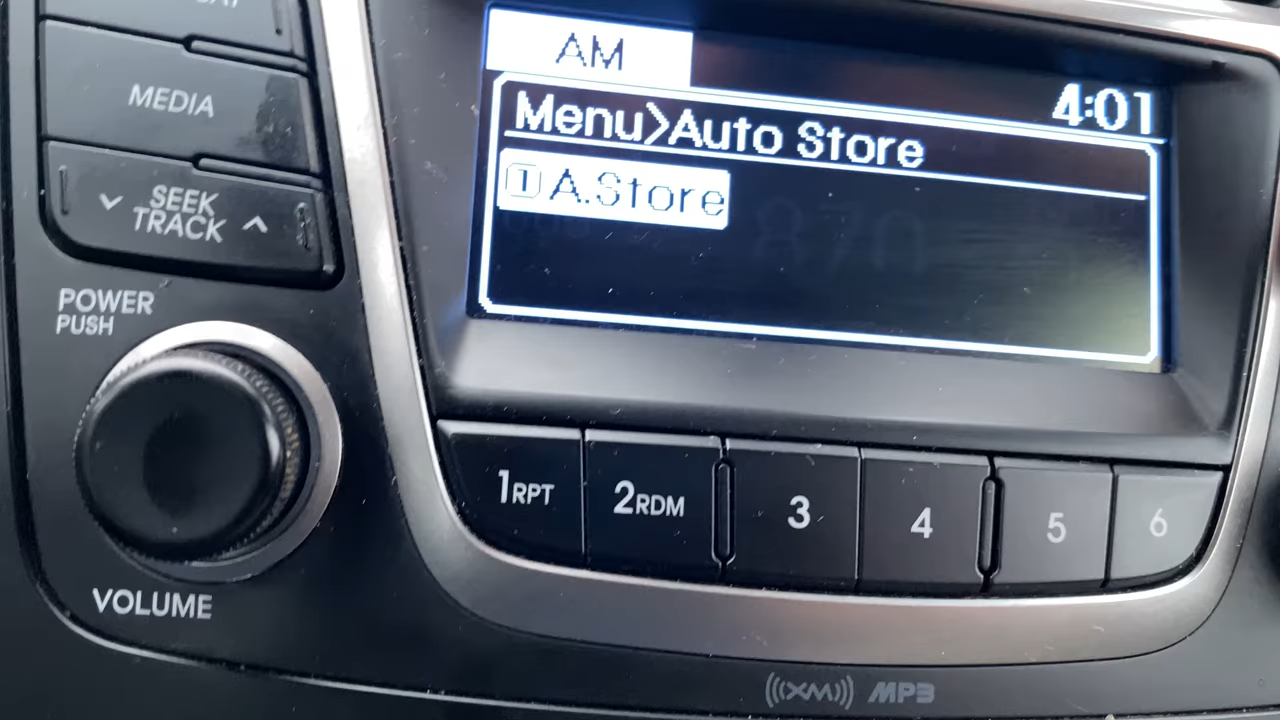 AM
4:01
Menu>Auto Store
1 A.Store
870
MEDIA
SEEK
TRACK
POWER
PUSH
VOLUME
1RPT
2RDM
3
4
5
6
((XM)) MP3